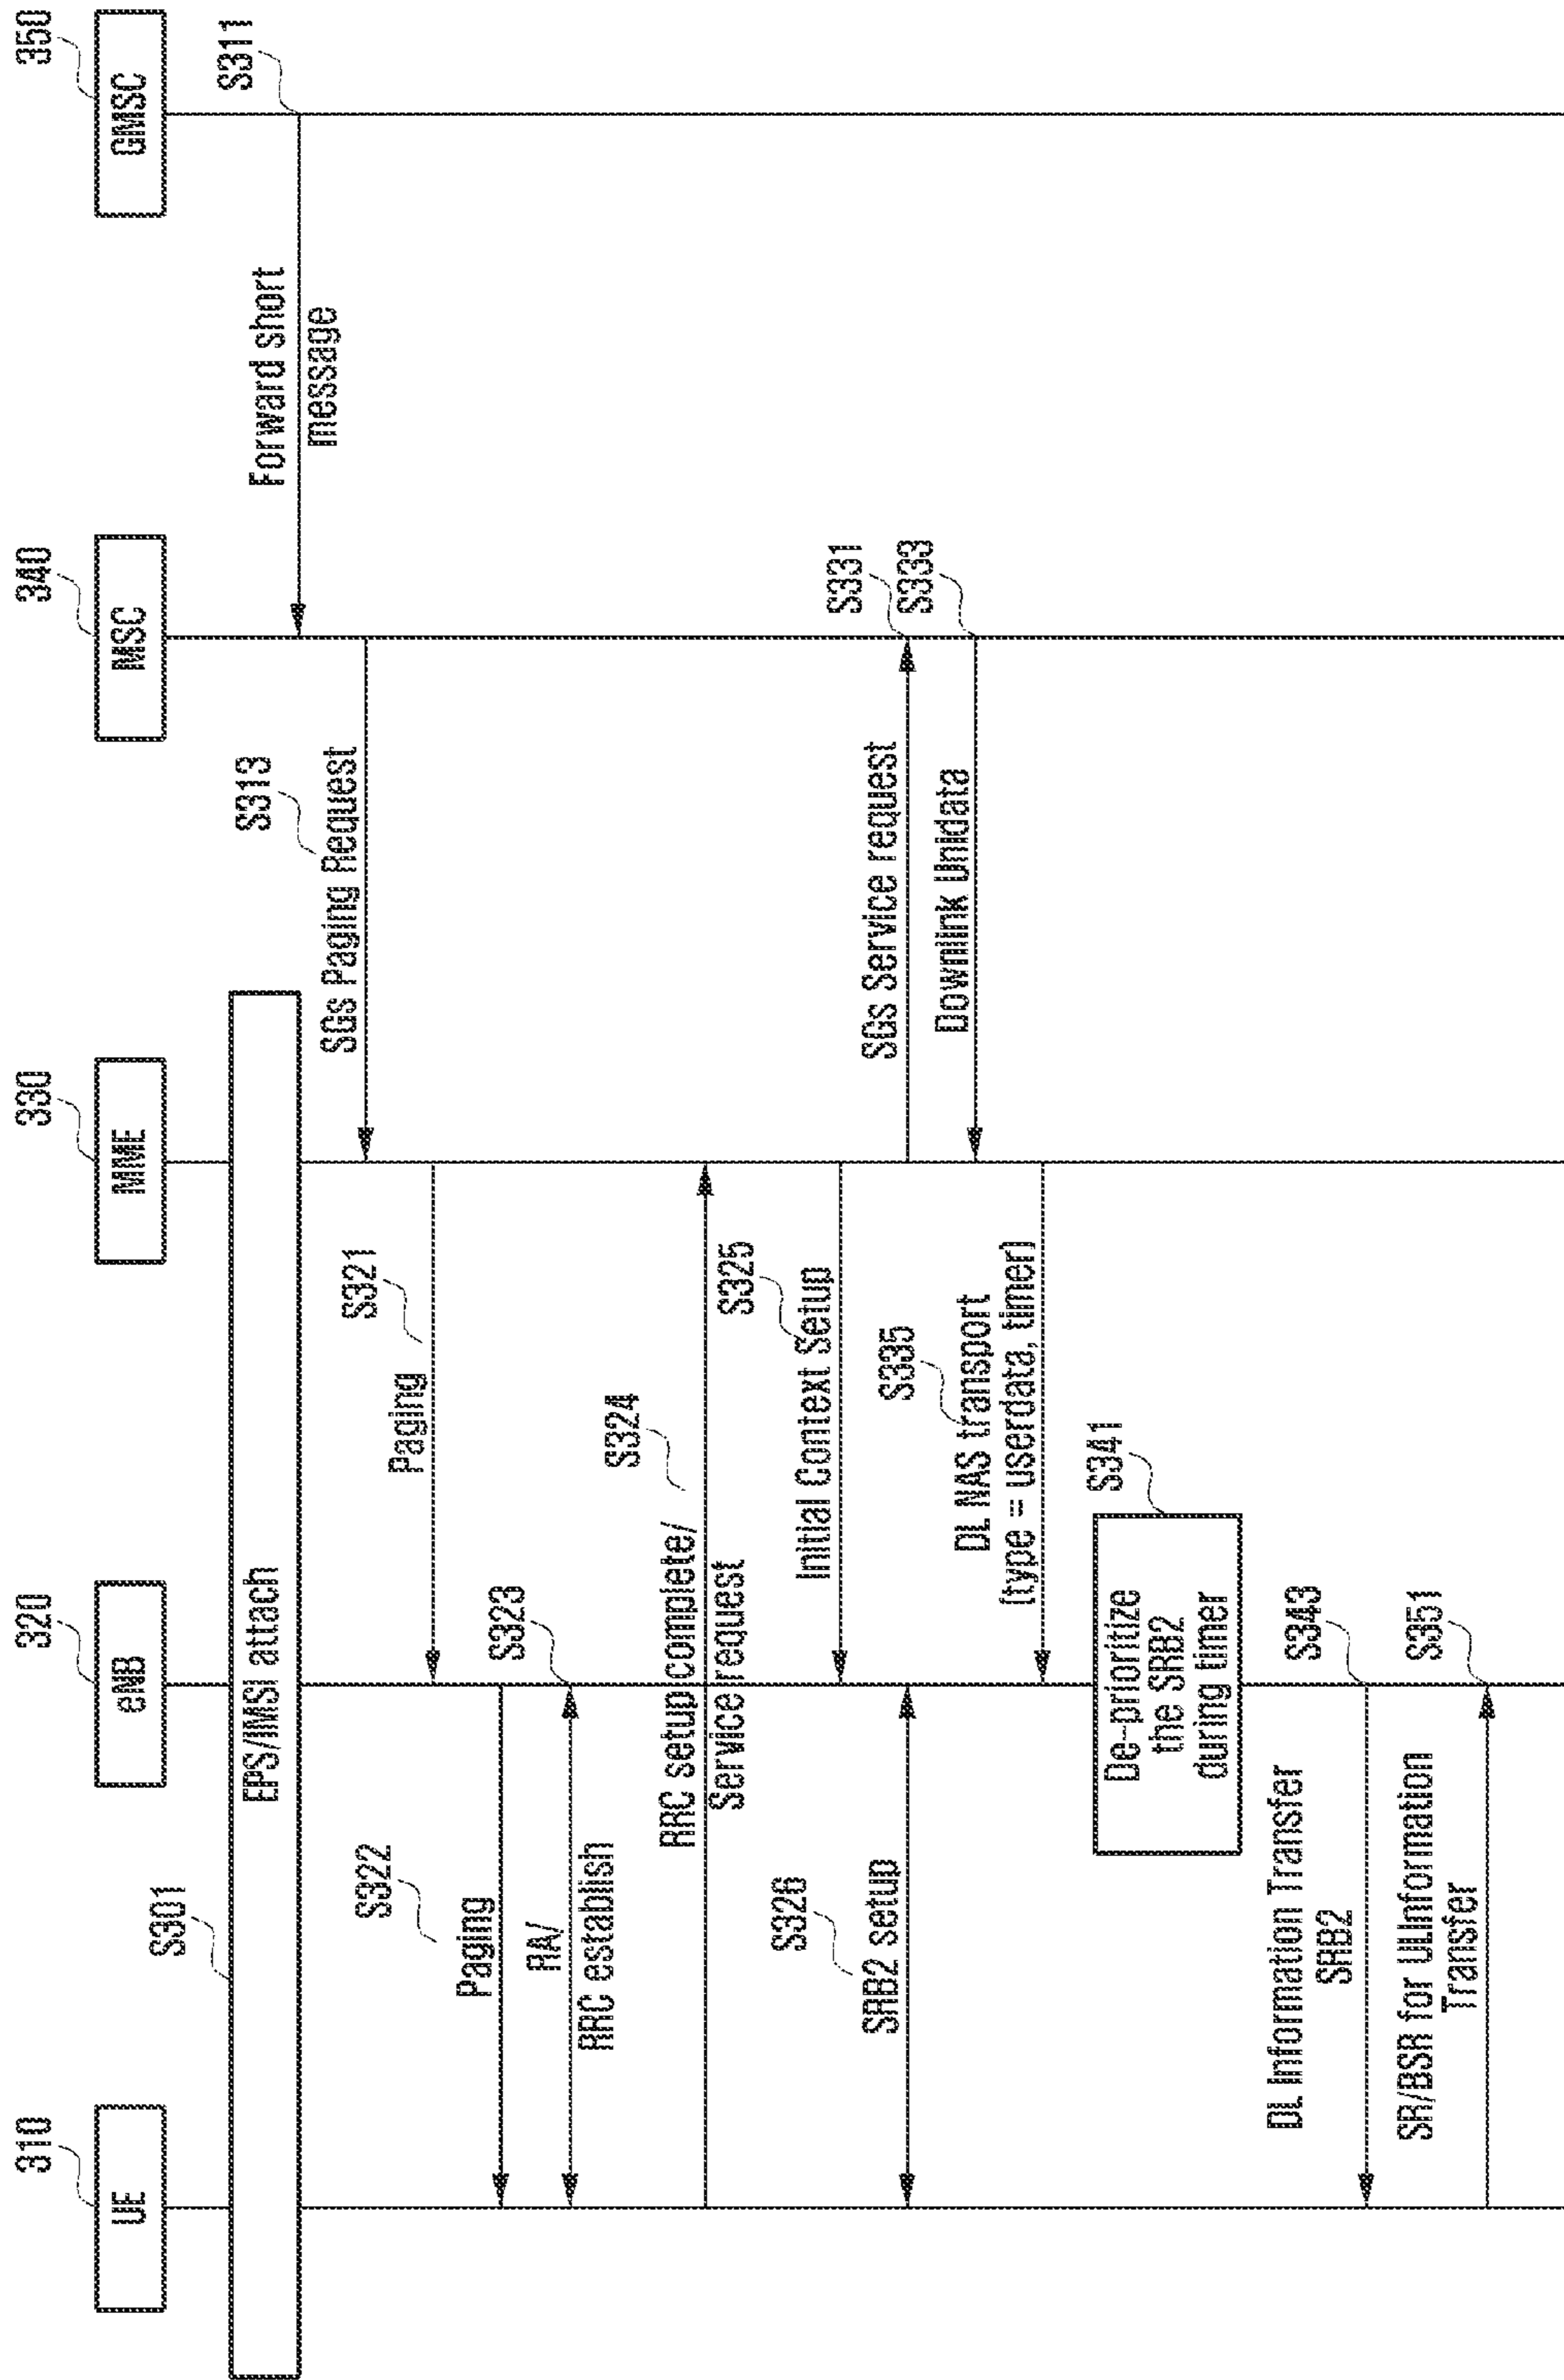 310
320
330
340
350
UE
eNB
MME
MSC
GMSC
S301
EPS/IMSI attach
S311
Forward short
message
S313
SGs Paging Request
S321
Paging
S322
Paging
S323
RA/
RRC establish
S324
RRC setup complete/
Service request
S325
Initial Context Setup
S326
SRB2 setup
S331
SGs Service request
S333
Downlink Unidata
S335
DL NAS transport
(type = userdata, timer)
S341
De-prioritize
the SRB2
during timer
S343
DL Information Transfer
SRB2
S351
SR/BSR for ULInformation
Transfer